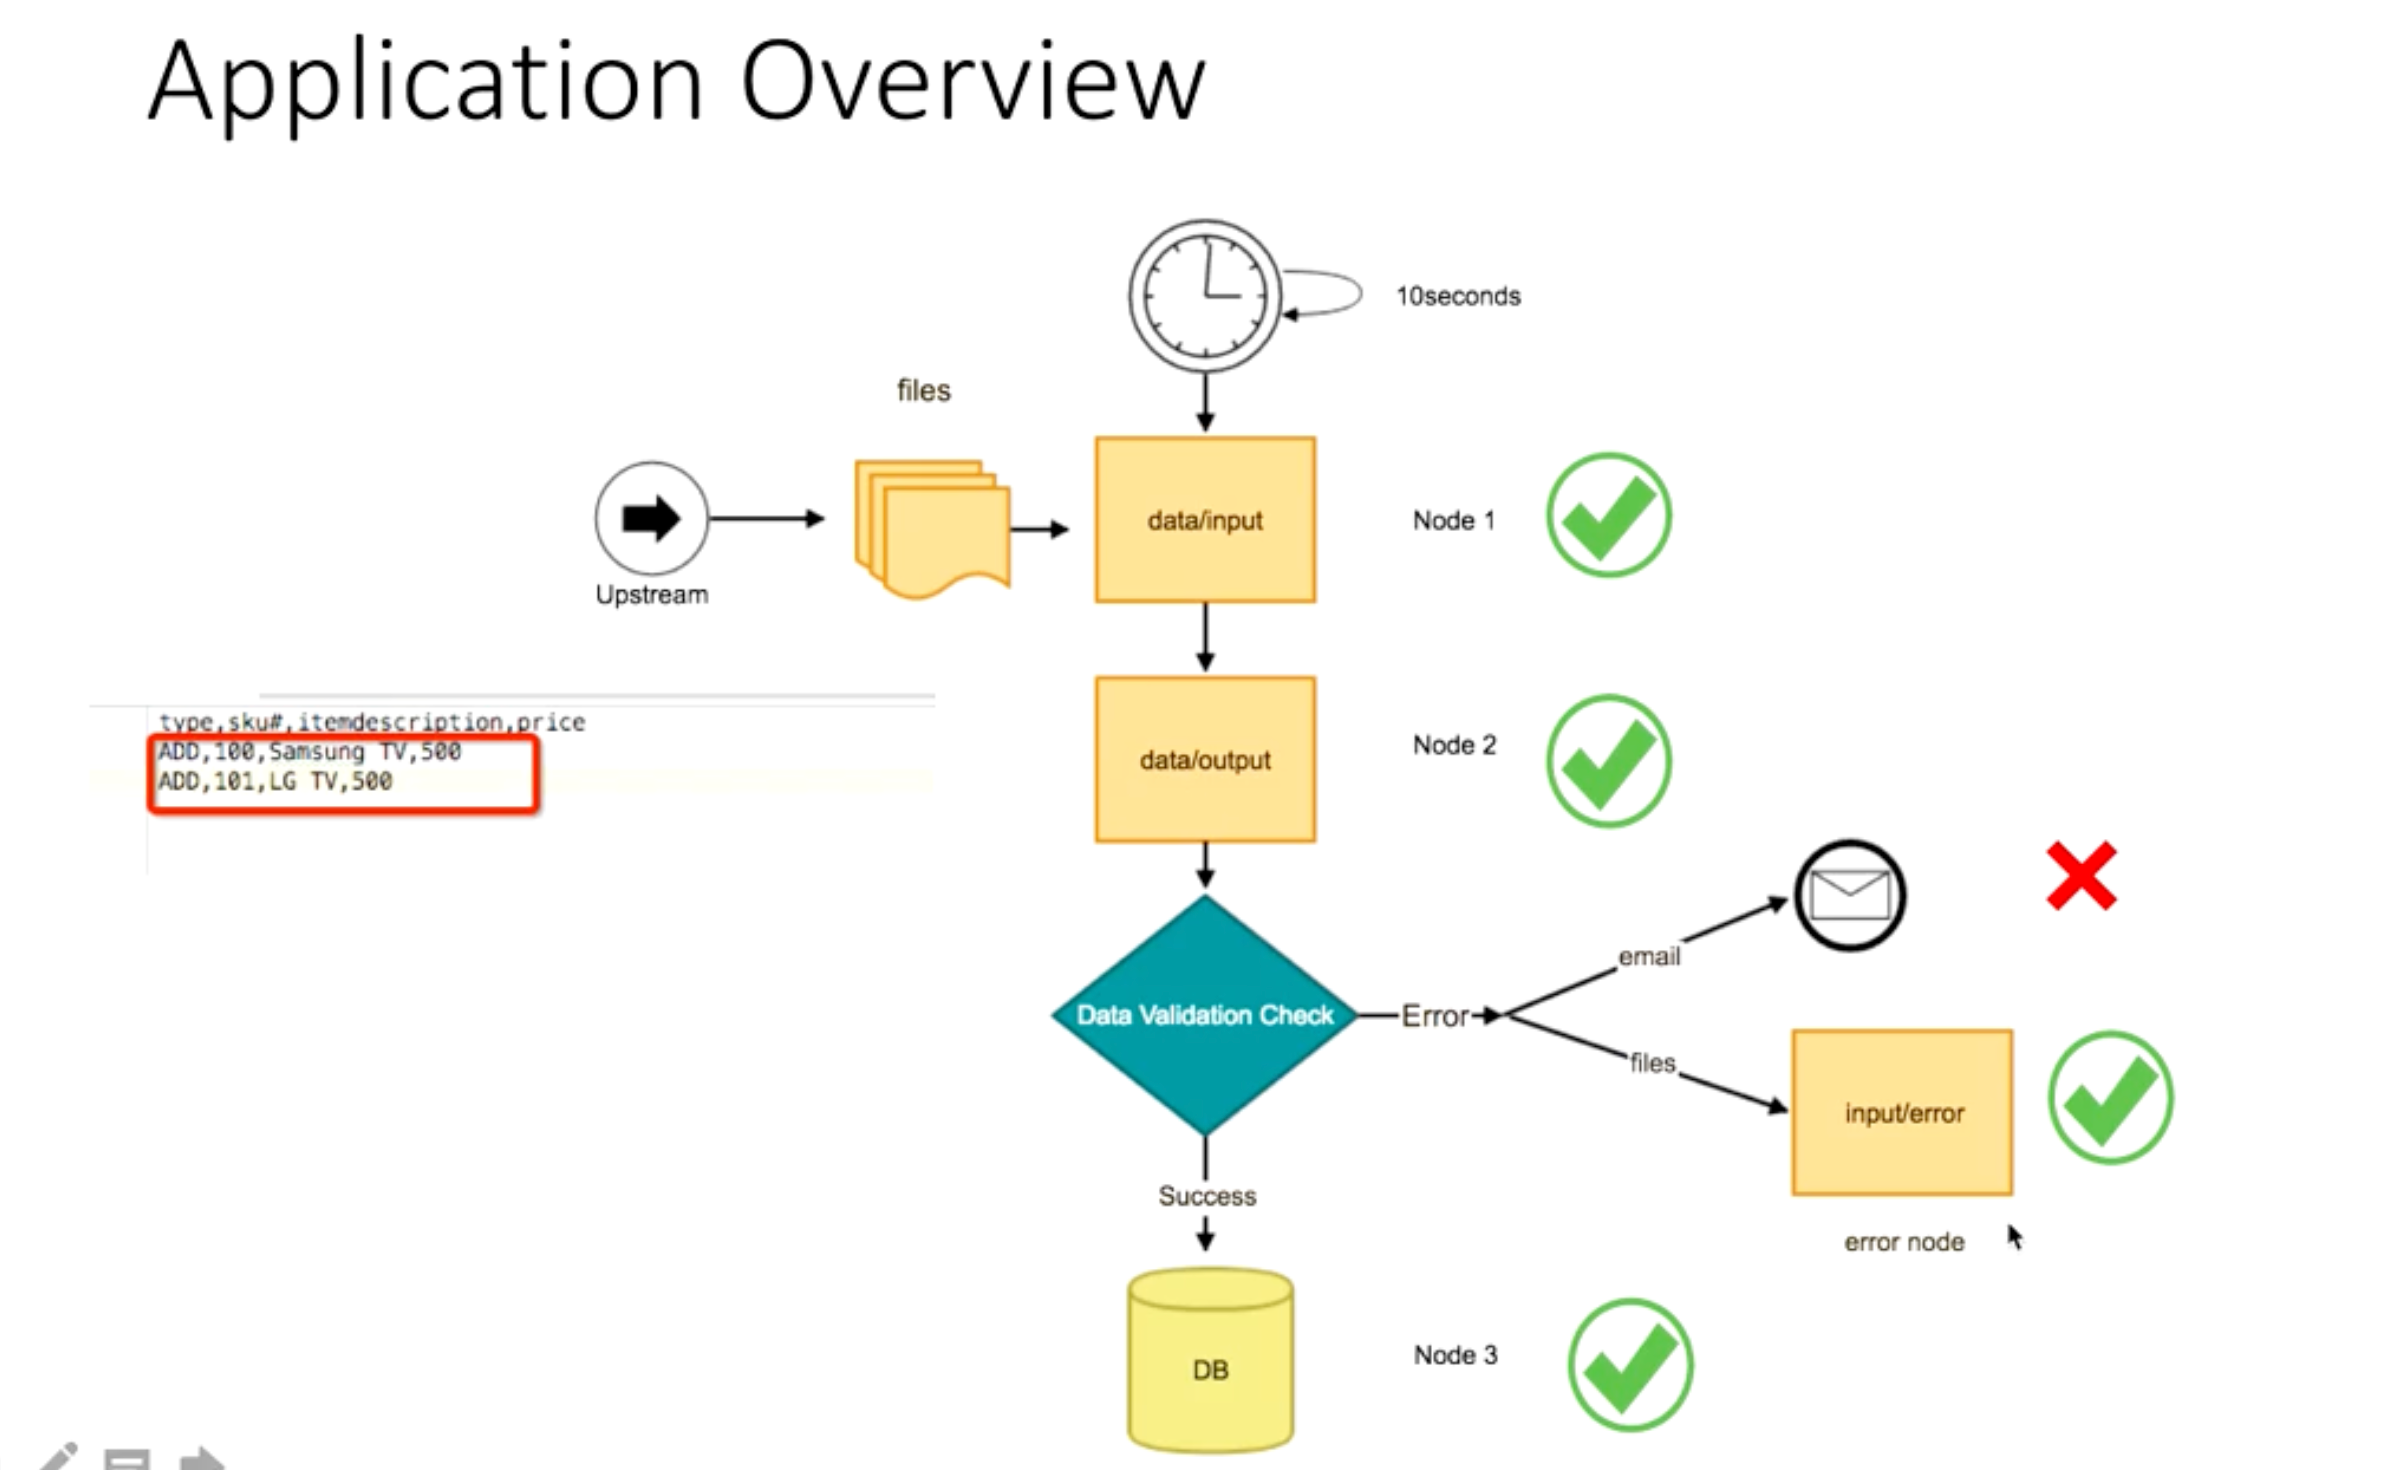 Application Overview
10seconds
files
data/input
Node 1
Upstream
type,sku#,itemdescription,price
ADD,100,Samsung TV,500
ADD,101,LG TV,500
data/output
Node 2
email
Data Validation Check
Error
files
input/error
Success
error node
DB
Node 3